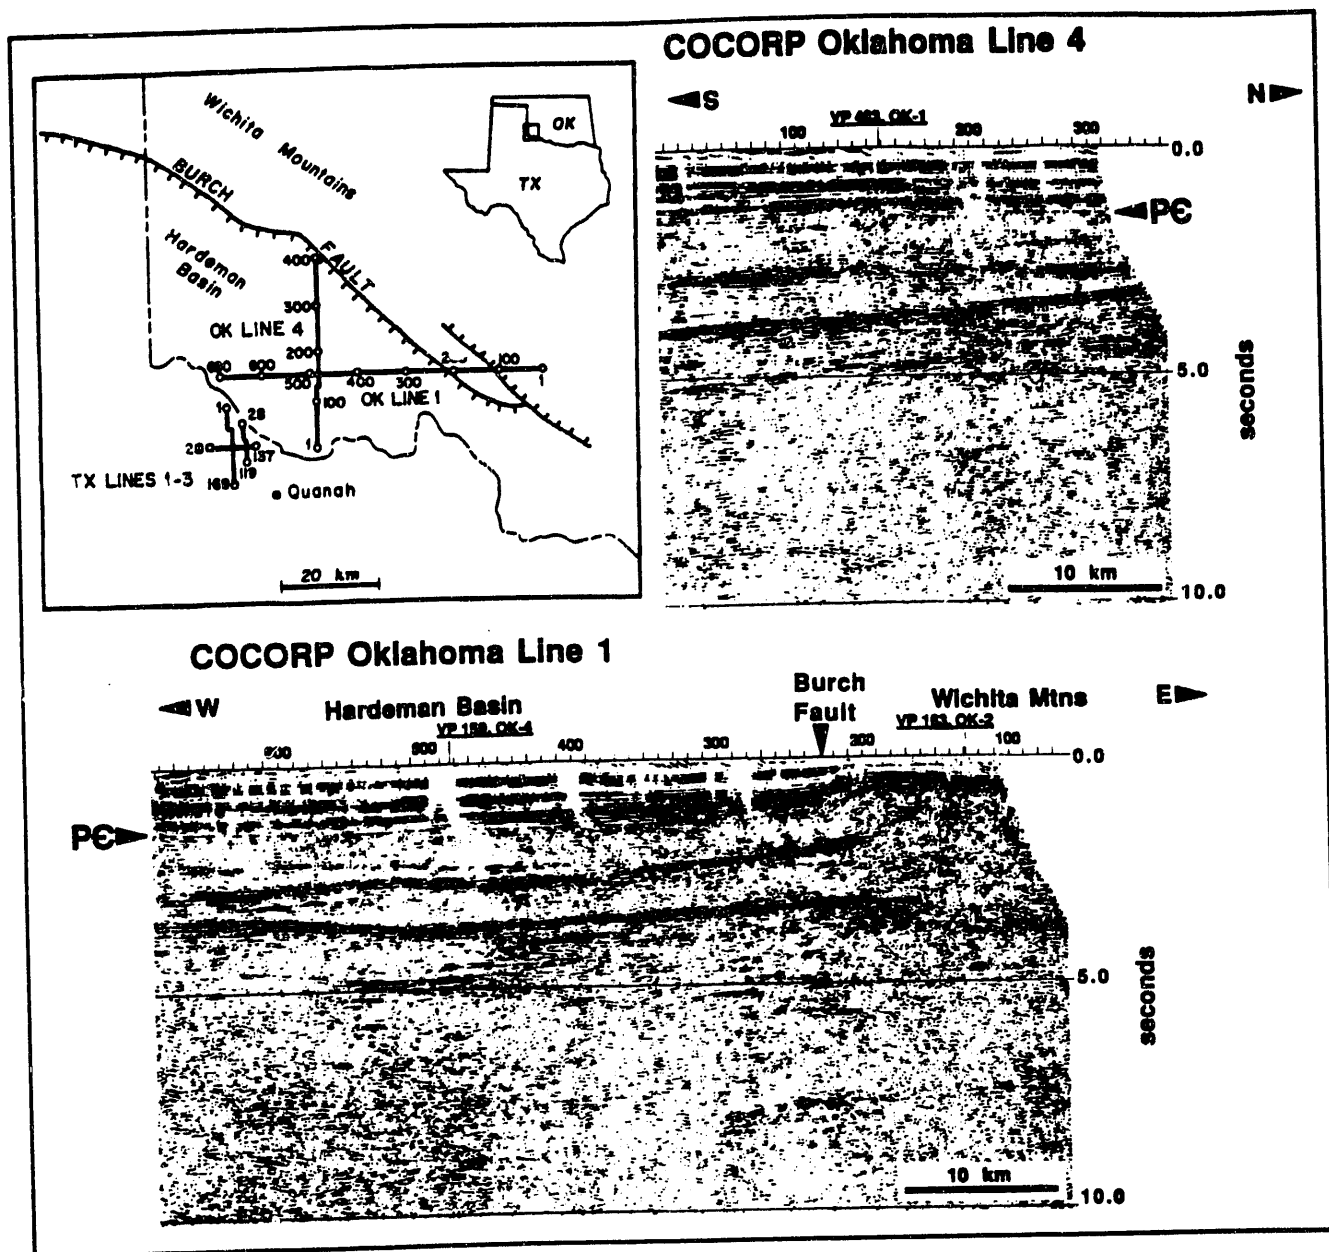 COCORP Oklahoma Line 4
Wichita
Mountains
BURCH
FAULT
Hardeman
Basin
OK
TX
400
300
OK LINE 4
200
600
500
400
300
100
1
OK LINE 1
100
1
1
28
137
119
TX LINES 1-3
169
Quanah
20 km
S
N
VP 463, OK-1
100
200
300
0.0
PЄ
5.0
seconds
10 km
10.0
COCORP Oklahoma Line 1
W
Hardeman Basin
Burch
Fault
Wichita Mtns
E
VP 159, OK-4
VP 163, OK-2
600
500
400
300
200
100
0.0
PЄ
5.0
seconds
10 km
10.0